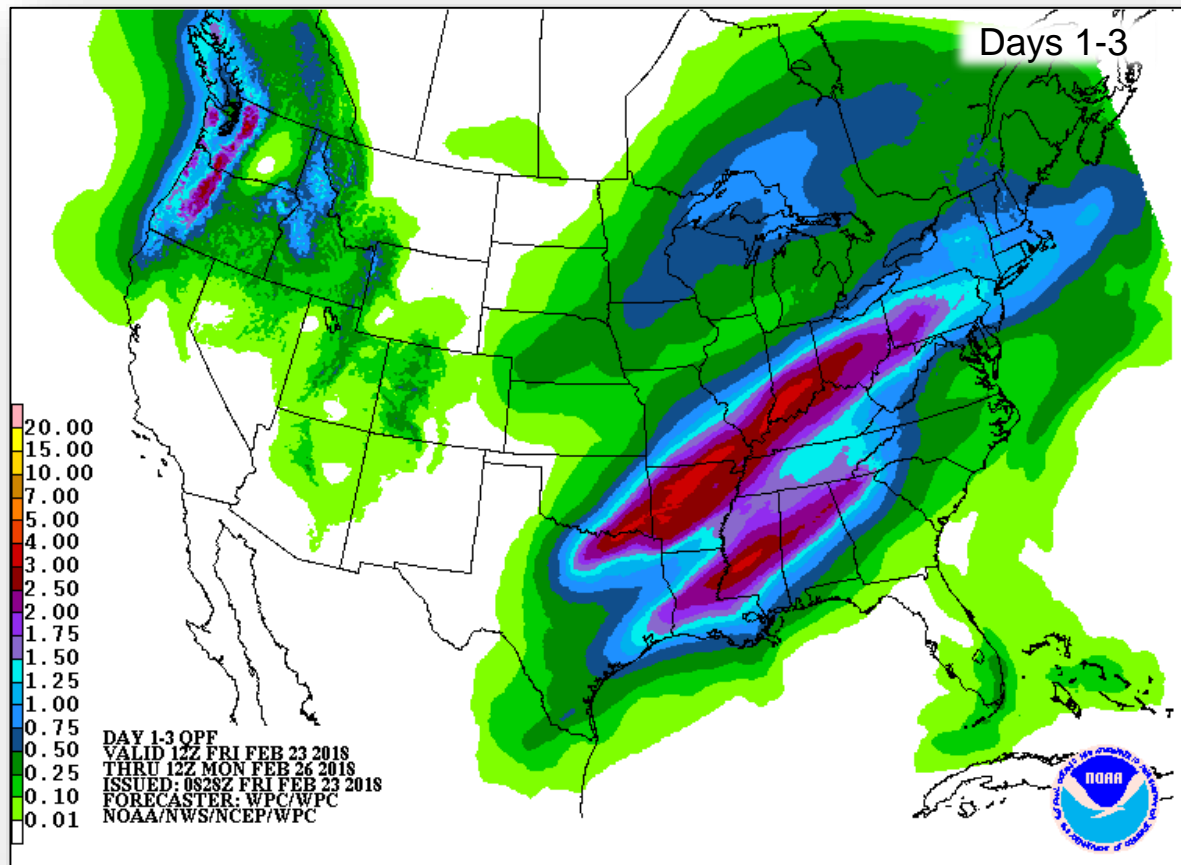 Days 1-3
20.00
15.00
10.00
7.00
5.00
4.00
3.00
2.50
2.00
1.75
1.50
1.25
1.00
0.75
0.50
0.25
0.10
0.01
DAY 1-3 QPF
VALID 12Z FRI FEB 23 2018
THRU 12Z MON FEB 26 2018
ISSUED: 0828Z FRI FEB 23 2018
FORECASTER: WPC/WPC
NOAA/NWS/NCEP/WPC
NOAA